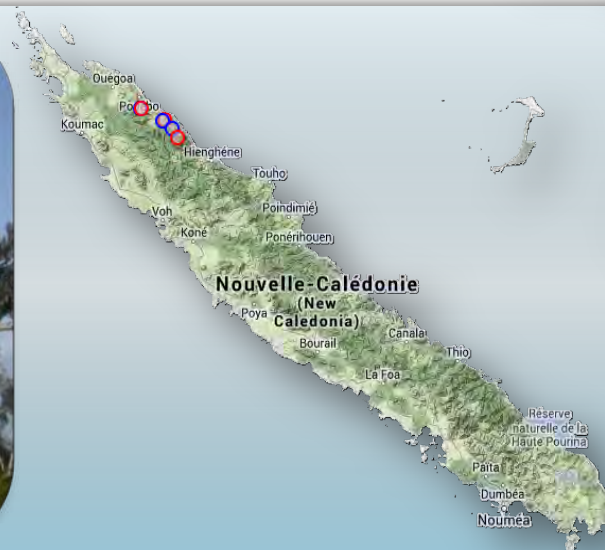 Ouégoa
Koumac
Hienghène
Touho
Voh
Poindimié
Koné
Ponérihouen
Nouvelle-Calédonie
(New
Caledonia)
Poya
Canala
Bourail
Thio
La Foa
Réserve
naturelle de la
Haute Pourina
Païta
Dumbéa
Nouméa